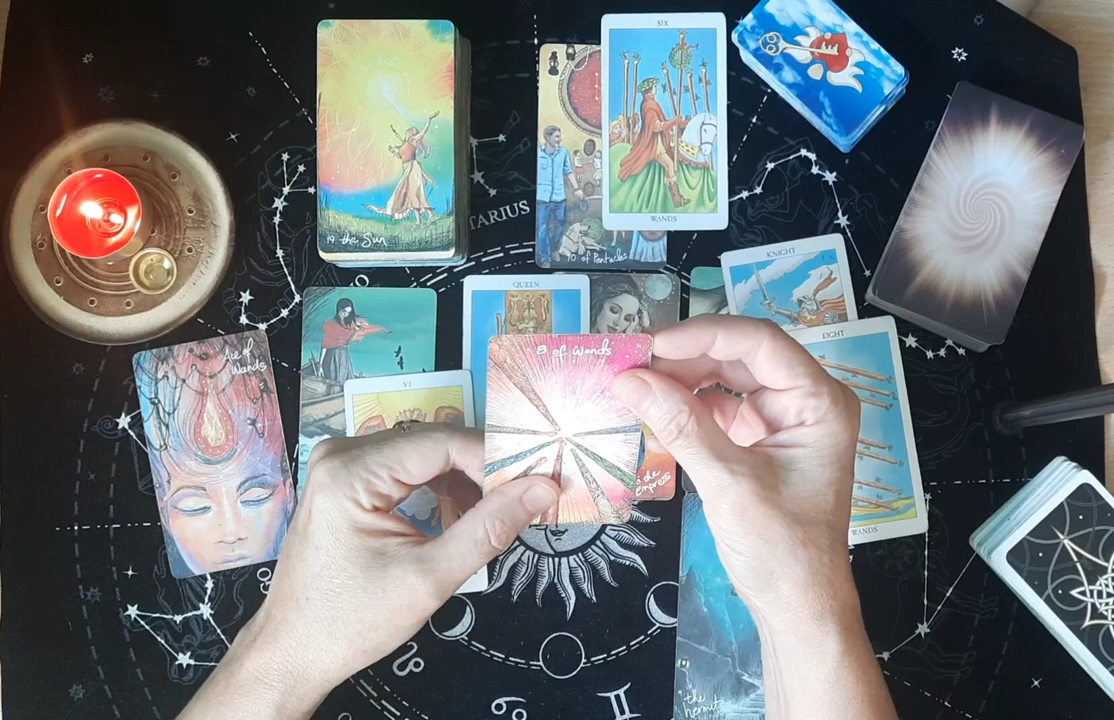 SIX
WANDS
19 the Sun
TARIUS
10 of Pentacles
KNIGHT
QUEEN
EIGHT
Ace of
Wands
8 of Wands
VI
the
Empress
WANDS
the
hermit